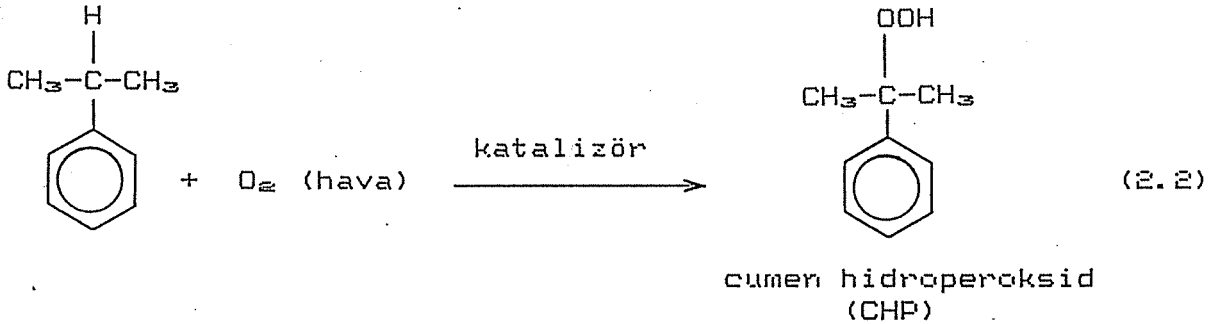 H
CH₃-C-CH₃
+ O₂ (hava)
katalizör
OOH
CH₃-C-CH₃
(2.2)
cumen hidroperoksid
(CHP)